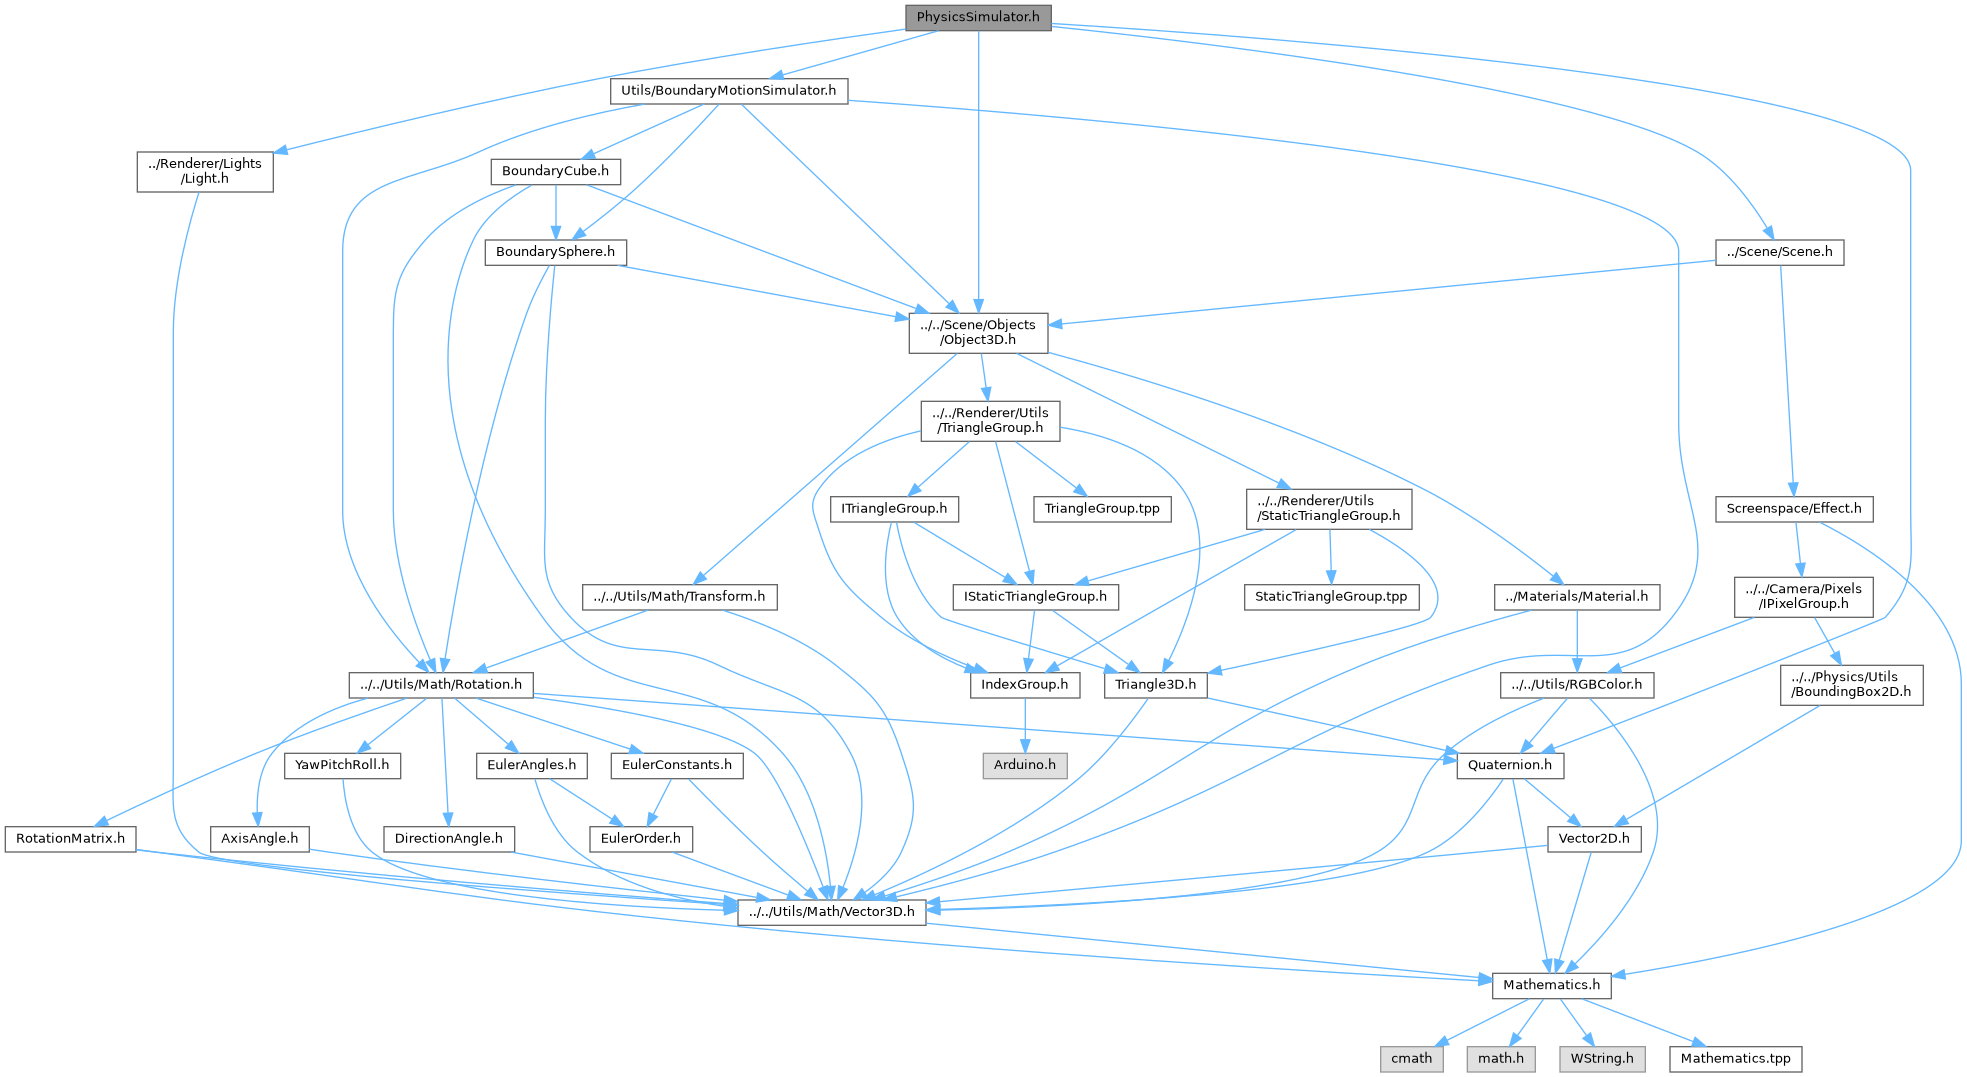 PhysicsSimulator.h
Utils/BoundaryMotionSimulator.h
../Renderer/Lights
/Light.h
BoundaryCube.h
BoundarySphere.h
../Scene/Scene.h
../../Scene/Objects
/Object3D.h
../../Renderer/Utils
/TriangleGroup.h
ITriangleGroup.h
TriangleGroup.tpp
../../Renderer/Utils
/StaticTriangleGroup.h
Screenspace/Effect.h
../../Utils/Math/Transform.h
IStaticTriangleGroup.h
StaticTriangleGroup.tpp
../Materials/Material.h
../../Camera/Pixels
/IPixelGroup.h
../../Utils/Math/Rotation.h
IndexGroup.h
Triangle3D.h
../../Utils/RGBColor.h
../../Physics/Utils
/BoundingBox2D.h
YawPitchRoll.h
EulerAngles.h
EulerConstants.h
Arduino.h
Quaternion.h
RotationMatrix.h
AxisAngle.h
DirectionAngle.h
EulerOrder.h
Vector2D.h
../../Utils/Math/Vector3D.h
Mathematics.h
cmath
math.h
WString.h
Mathematics.tpp